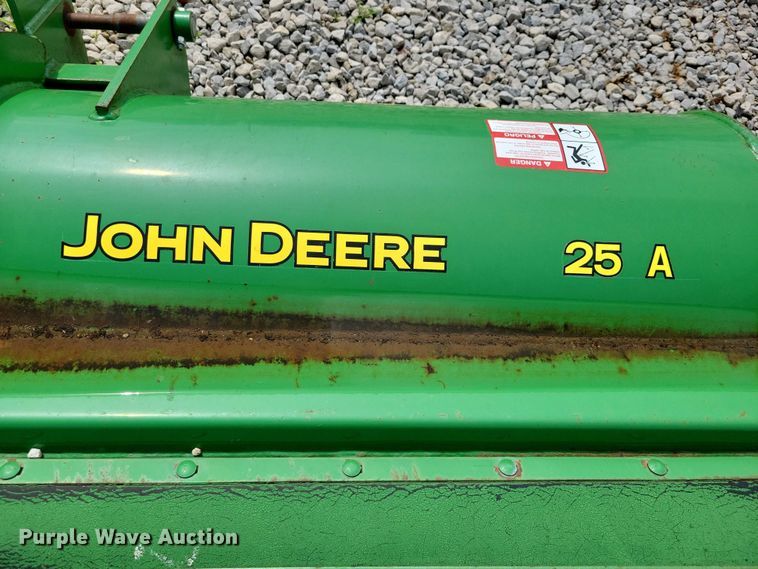 PELIGRO
DANGER
JOHN DEERE
25 A
Purple Wave Auction